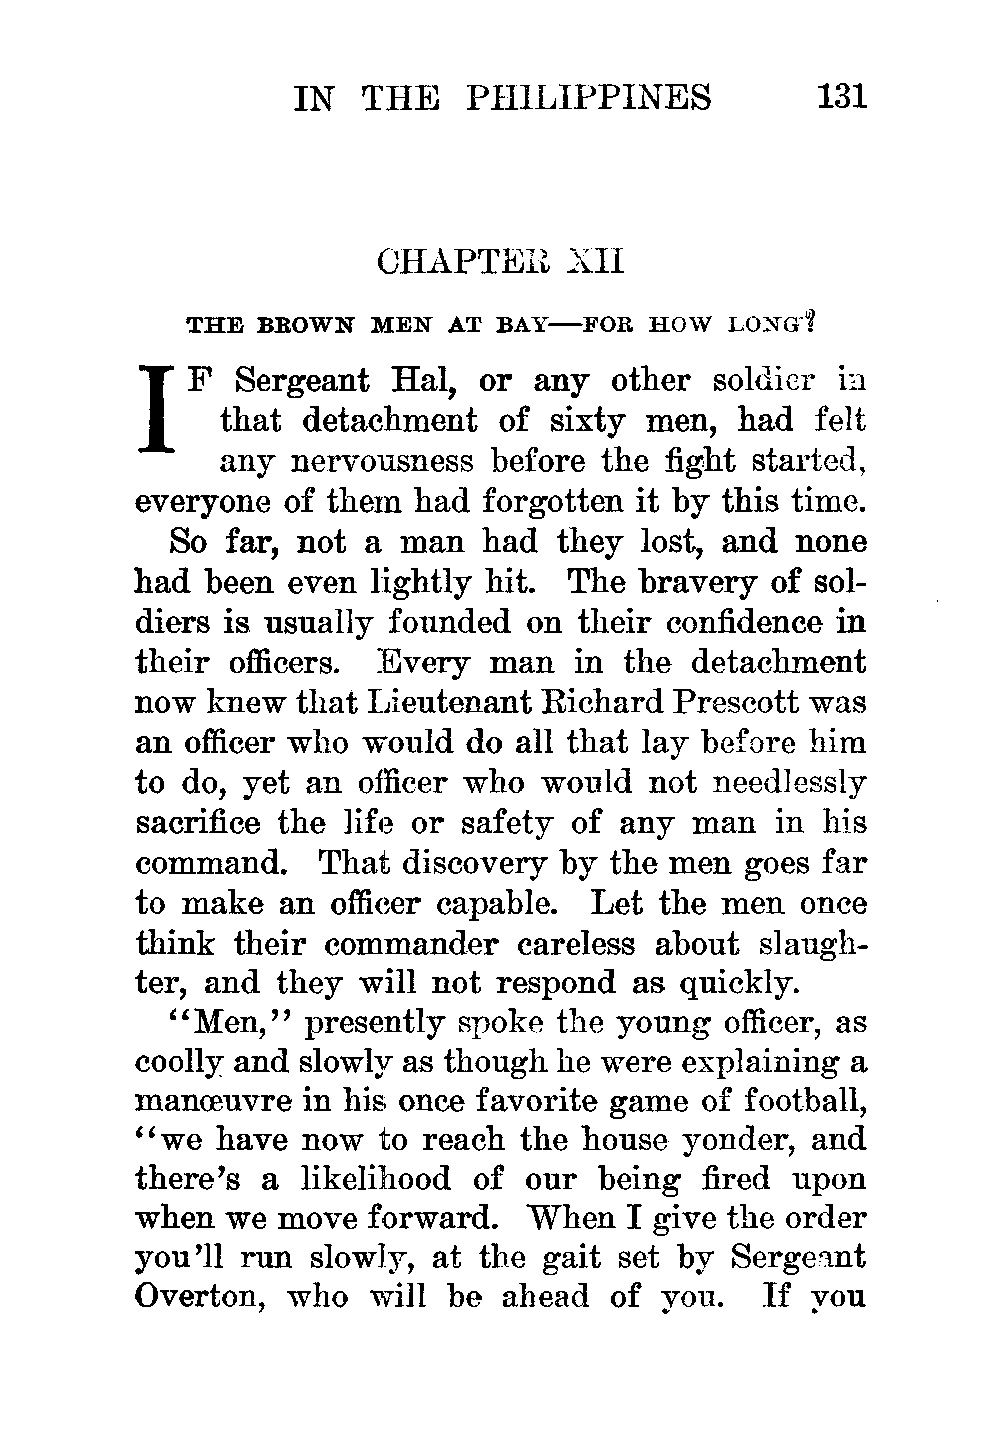 IN THE PHILIPPINES 131
CHAPTER XII
THE BROWN MEN AT BAY—FOR HOW LONG?
IF Sergeant Hal, or any other soldier in
that detachment of sixty men, had felt
any nervousness before the fight started,
everyone of them had forgotten it by this time.
So far, not a man had they lost, and none
had been even lightly hit. The bravery of sol-
diers is usually founded on their confidence in
their officers. Every man in the detachment
now knew that Lieutenant Richard Prescott was
an officer who would do all that lay before him
to do, yet an officer who would not needlessly
sacrifice the life or safety of any man in his
command. That discovery by the men goes far
to make an officer capable. Let the men once
think their commander careless about slaugh-
ter, and they will not respond as quickly.
“Men,” presently spoke the young officer, as
coolly and slowly as though he were explaining a
manœuvre in his once favorite game of football,
“we have now to reach the house yonder, and
there’s a likelihood of our being fired upon
when we move forward. When I give the order
you’ll run slowly, at the gait set by Sergeant
Overton, who will be ahead of you. If you